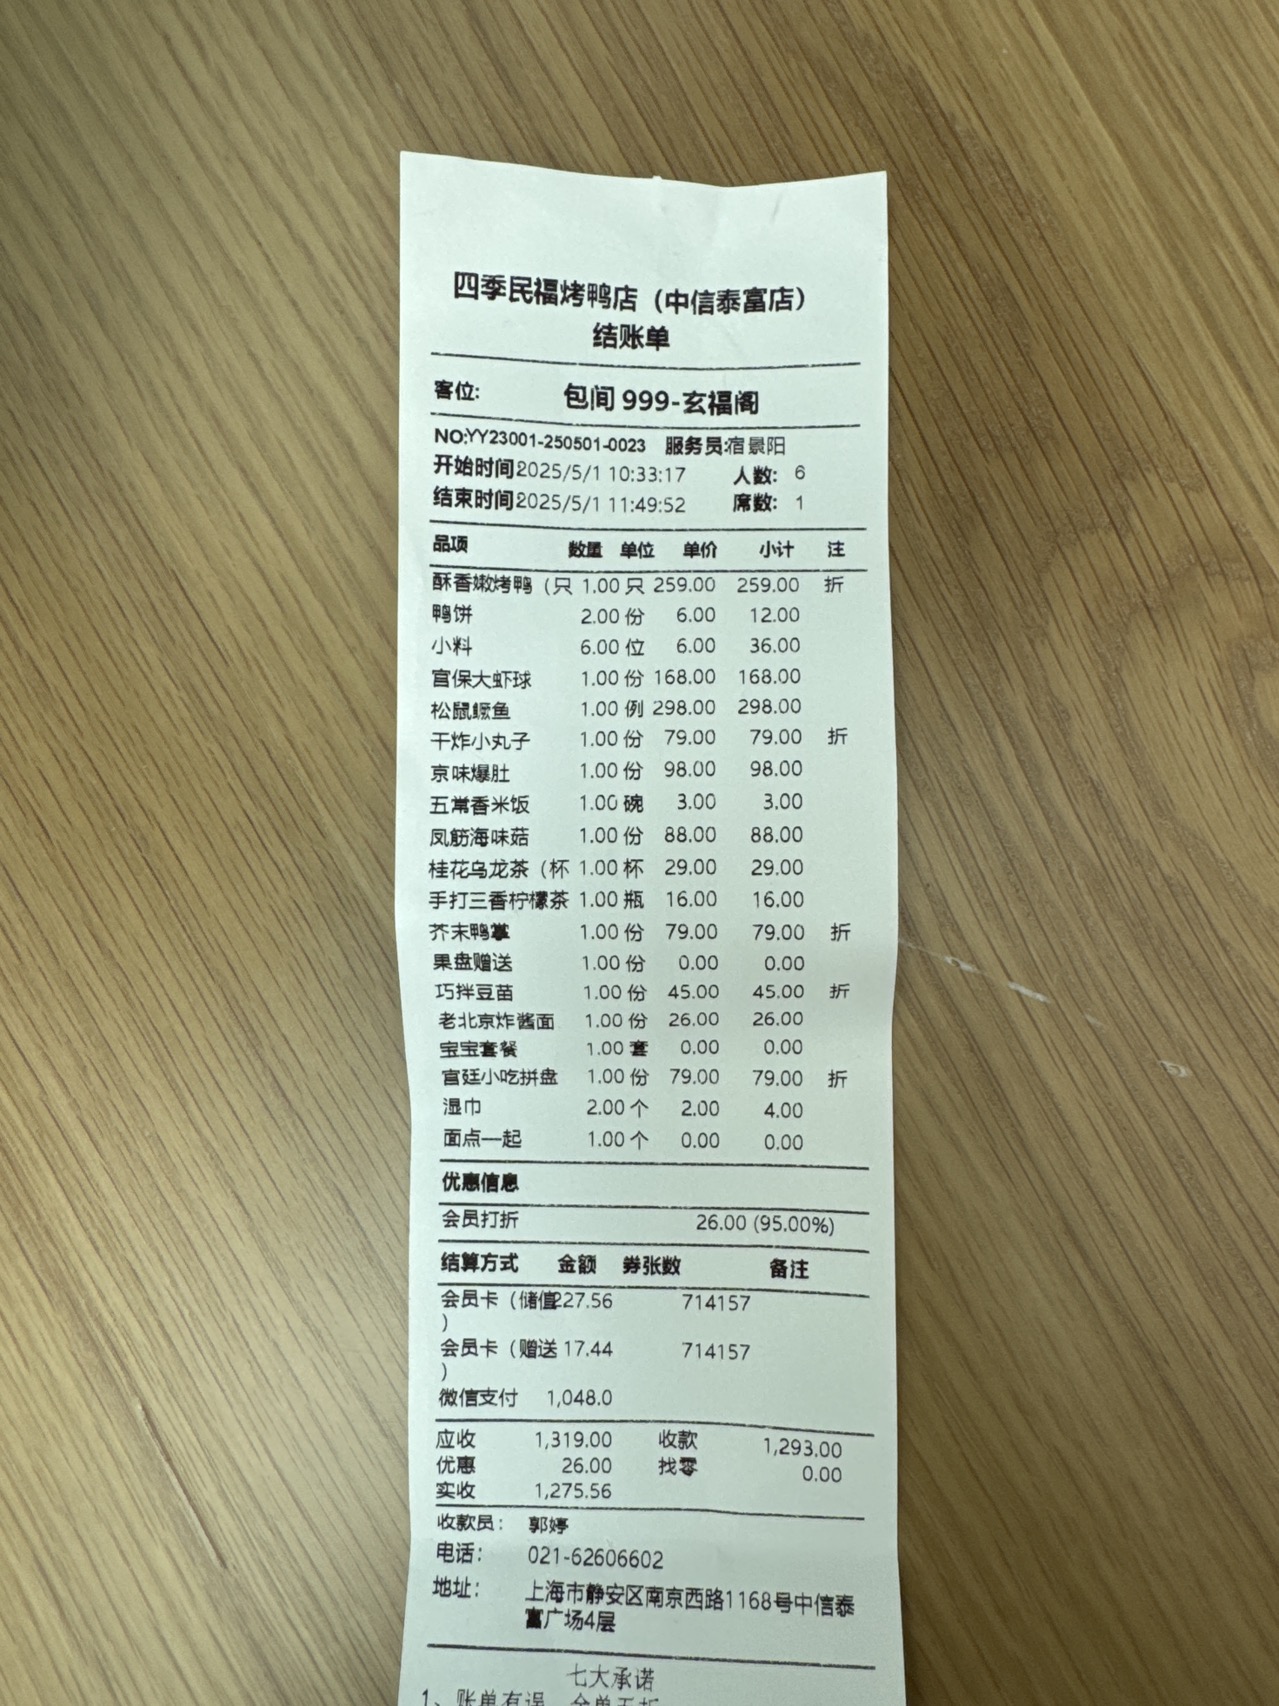 四季民福烤鸭店（中信泰富店）
结账单
客位: 包间 999-玄福阁
NO:YY23001-250501-0023 服务员:宿景阳
开始时间2025/5/1 10:33:17 人数: 6
结束时间2025/5/1 11:49:52 席数: 1
品项 数量 单位 单价 小计 注
酥香嫩烤鸭（只 1.00 只 259.00 259.00 折
鸭饼 2.00 份 6.00 12.00
小料 6.00 位 6.00 36.00
宫保大虾球 1.00 份 168.00 168.00
松鼠鳜鱼 1.00 例 298.00 298.00
干炸小丸子 1.00 份 79.00 79.00 折
京味爆肚 1.00 份 98.00 98.00
五常香米饭 1.00 碗 3.00 3.00
凤筋海味菇 1.00 份 88.00 88.00
桂花乌龙茶（杯 1.00 杯 29.00 29.00
手打三香柠檬茶 1.00 瓶 16.00 16.00
芥末鸭掌 1.00 份 79.00 79.00 折
果盘赠送 1.00 份 0.00 0.00
巧拌豆苗 1.00 份 45.00 45.00 折
老北京炸酱面 1.00 份 26.00 26.00
宝宝套餐 1.00 套 0.00 0.00
宫廷小吃拼盘 1.00 份 79.00 79.00 折
湿巾 2.00 个 2.00 4.00
面点一起 1.00 个 0.00 0.00
优惠信息
会员打折 26.00 (95.00%)
结算方式 金额 券张数 备注
会员卡（储值227.56 714157
）
会员卡（赠送 17.44 714157
）
微信支付 1,048.0
应收 1,319.00 收款 1,293.00
优惠 26.00 找零 0.00
实收 1,275.56
收款员: 郭婷
电话: 021-62606602
地址: 上海市静安区南京西路1168号中信泰
富广场4层
七大承诺
1、账单有误，全单五折